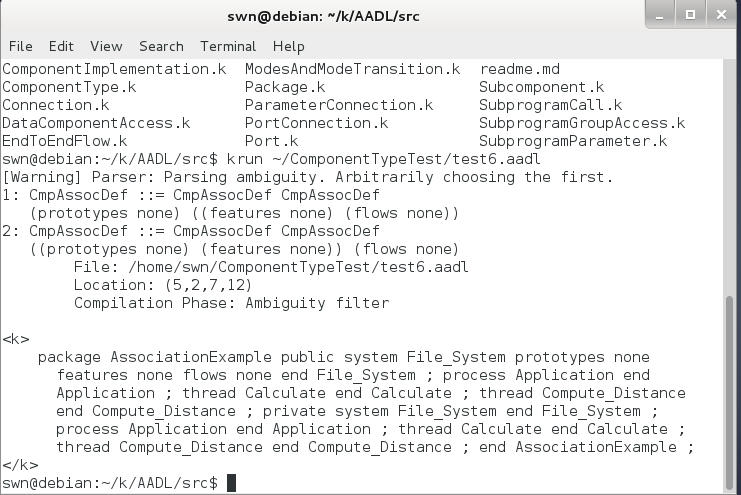 swn@debian: ~/k/AADL/src
File Edit View Search Terminal Help
ComponentImplementation.k ModesAndModeTransition.k readme.md
ComponentType.k Package.k Subcomponent.k
Connection.k ParameterConnection.k SubprogramCall.k
DataComponentAccess.k PortConnection.k SubprogramGroupAccess.k
EndToEndFlow.k Port.k SubprogramParameter.k
swn@debian:~/k/AADL/src$ krun ~/ComponentTypeTest/test6.aadl
[Warning] Parser: Parsing ambiguity. Arbitrarily choosing the first.
1: CmpAssocDef ::= CmpAssocDef CmpAssocDef
(prototypes none) ((features none) (flows none))
2: CmpAssocDef ::= CmpAssocDef CmpAssocDef
((prototypes none) (features none)) (flows none)
File: /home/swn/ComponentTypeTest/test6.aadl
Location: (5,2,7,12)
Compilation Phase: Ambiguity filter
<k>
package AssociationExample public system File_System prototypes none
features none flows none end File_System ; process Application end
Application ; thread Calculate end Calculate ; thread Compute_Distance
end Compute_Distance ; private system File_System end File_System ;
process Application end Application ; thread Calculate end Calculate ;
thread Compute_Distance end Compute_Distance ; end AssociationExample ;
</k>
swn@debian:~/k/AADL/src$